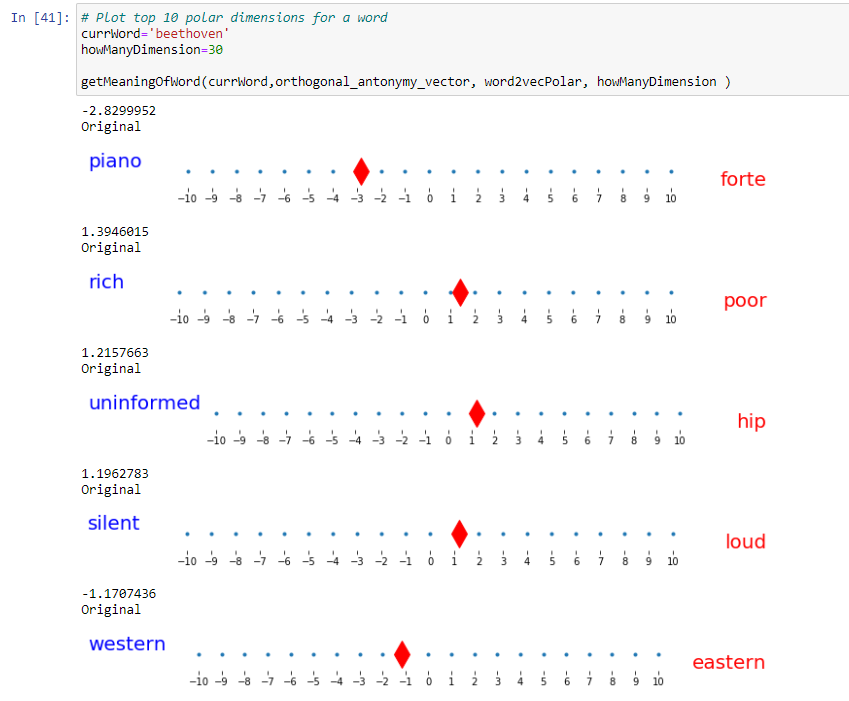 In [41]: # Plot top 10 polar dimensions for a word
currWord='beethoven'
howManyDimension=30
getMeaningOfWord(currWord,orthogonal_antonymy_vector, word2vecPolar, howManyDimension )
-2.8299952
Original
piano
forte
−10 −9 −8 −7 −6 −5 −4 −3 −2 −1 0 1 2 3 4 5 6 7 8 9 10
1.3946015
Original
rich
poor
−10 −9 −8 −7 −6 −5 −4 −3 −2 −1 0 1 2 3 4 5 6 7 8 9 10
1.2157663
Original
uninformed
hip
−10 −9 −8 −7 −6 −5 −4 −3 −2 −1 0 1 2 3 4 5 6 7 8 9 10
1.1962783
Original
silent
loud
−10 −9 −8 −7 −6 −5 −4 −3 −2 −1 0 1 2 3 4 5 6 7 8 9 10
-1.1707436
Original
western
eastern
−10 −9 −8 −7 −6 −5 −4 −3 −2 −1 0 1 2 3 4 5 6 7 8 9 10